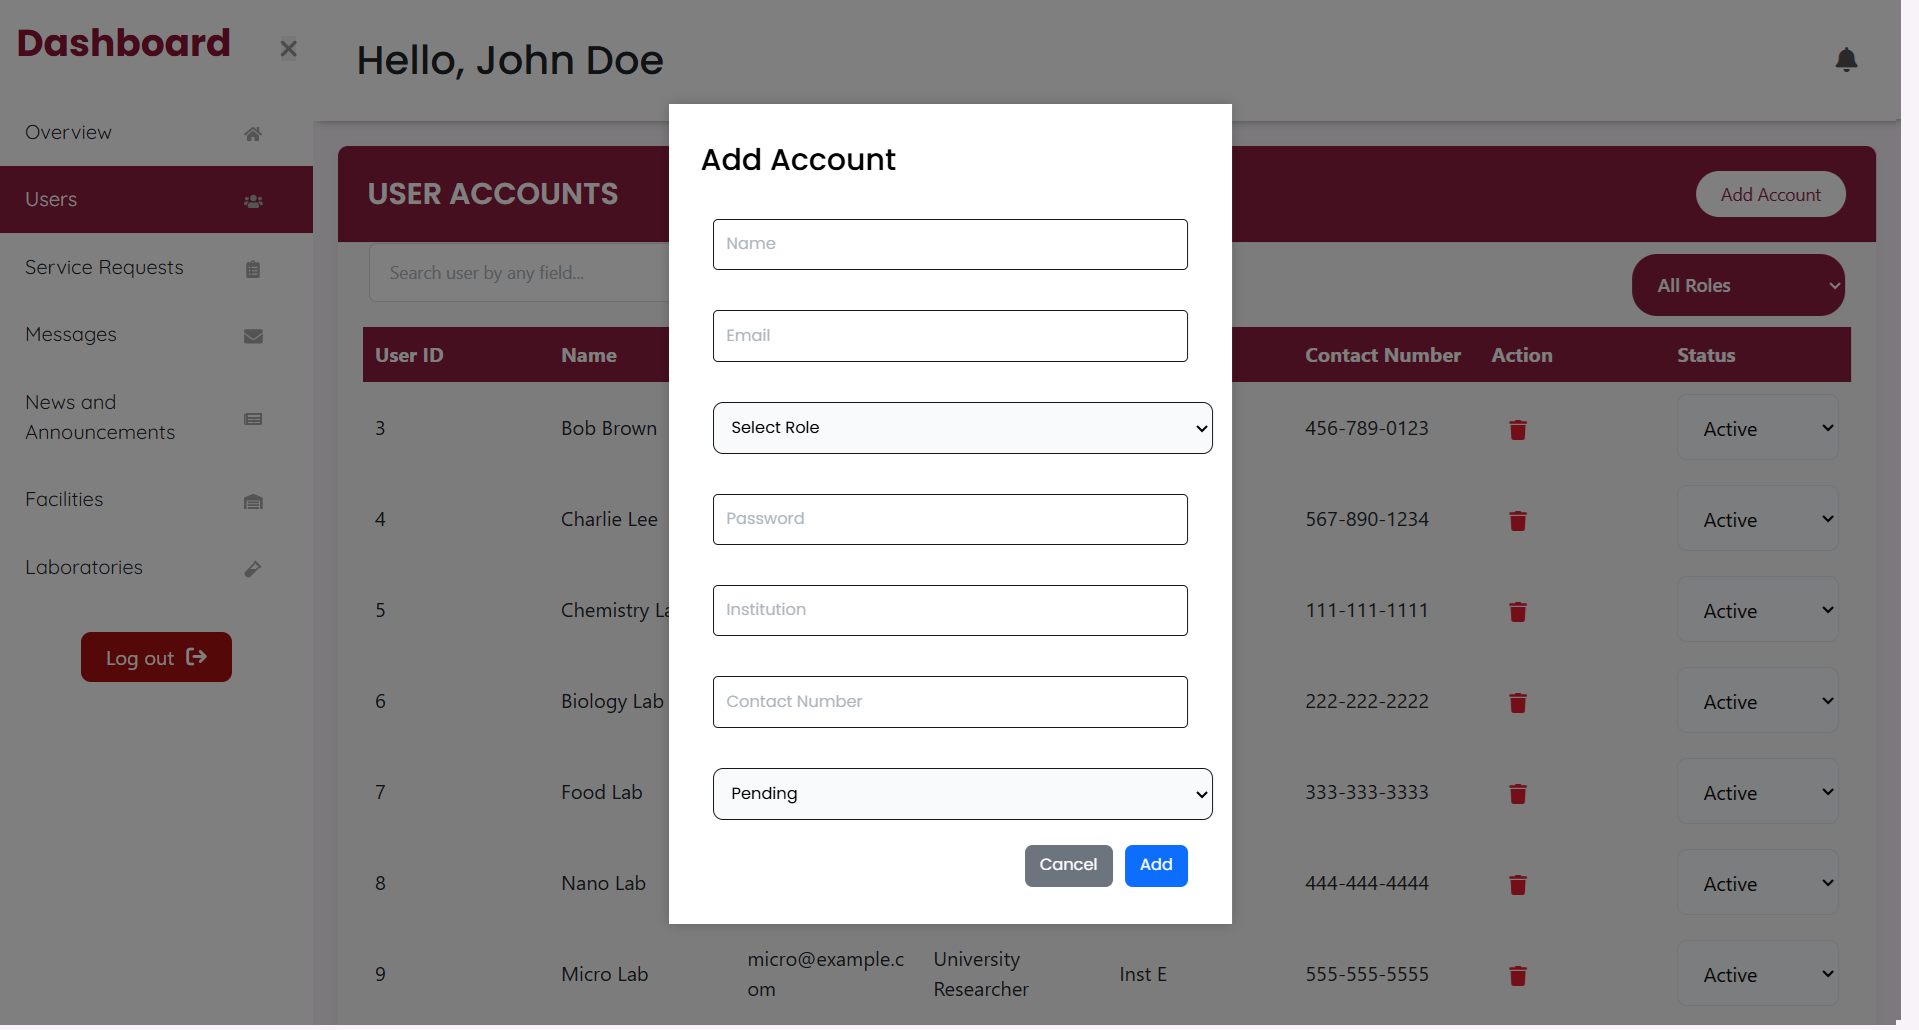 Dashboard
Hello, John Doe
Overview
Users
Service Requests
Messages
News and
Announcements
Facilities
Laboratories
Log out
USER ACCOUNTS
Add Account
Search user by any field...
All Roles
User ID Name Contact Number Action Status
3 Bob Brown 456-789-0123 Active
4 Charlie Lee 567-890-1234 Active
5 Chemistry La 111-111-1111 Active
6 Biology Lab 222-222-2222 Active
7 Food Lab 333-333-3333 Active
8 Nano Lab 444-444-4444 Active
9 Micro Lab micro@example.c University Inst E 555-555-5555 Active
om Researcher
Add Account
Name
Email
Select Role
Password
Institution
Contact Number
Pending
Cancel Add